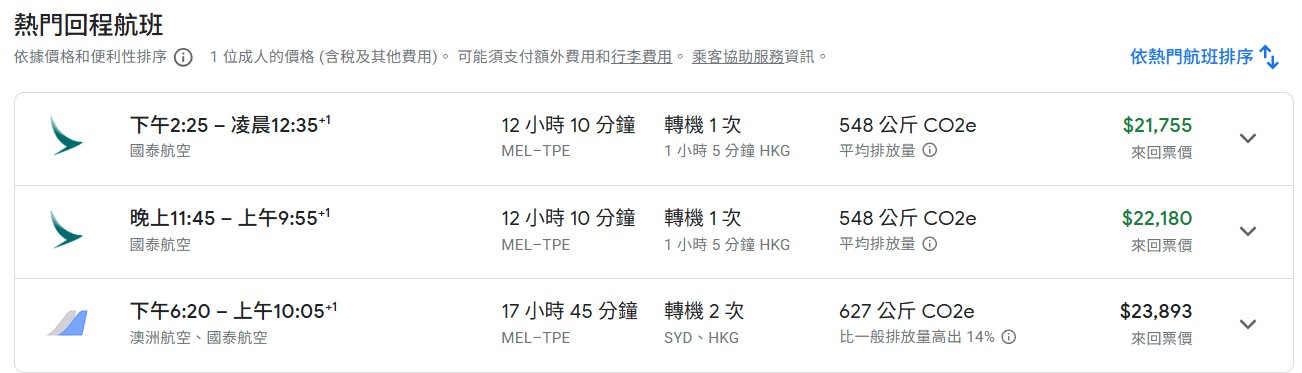 熱門回程航班
依據價格和便利性排序 1 位成人的價格 (含稅及其他費用)。 可能須支付額外費用和行李費用。 乘客協助服務資訊。
依熱門航班排序
下午2:25 – 凌晨12:35+1 12 小時 10 分鐘 轉機 1 次 548 公斤 CO2e $21,755
國泰航空 MEL–TPE 1 小時 5 分鐘 HKG 平均排放量 來回票價
晚上11:45 – 上午9:55+1 12 小時 10 分鐘 轉機 1 次 548 公斤 CO2e $22,180
國泰航空 MEL–TPE 1 小時 5 分鐘 HKG 平均排放量 來回票價
下午6:20 – 上午10:05+1 17 小時 45 分鐘 轉機 2 次 627 公斤 CO2e $23,893
澳洲航空、國泰航空 MEL–TPE SYD、HKG 比一般排放量高出 14% 來回票價